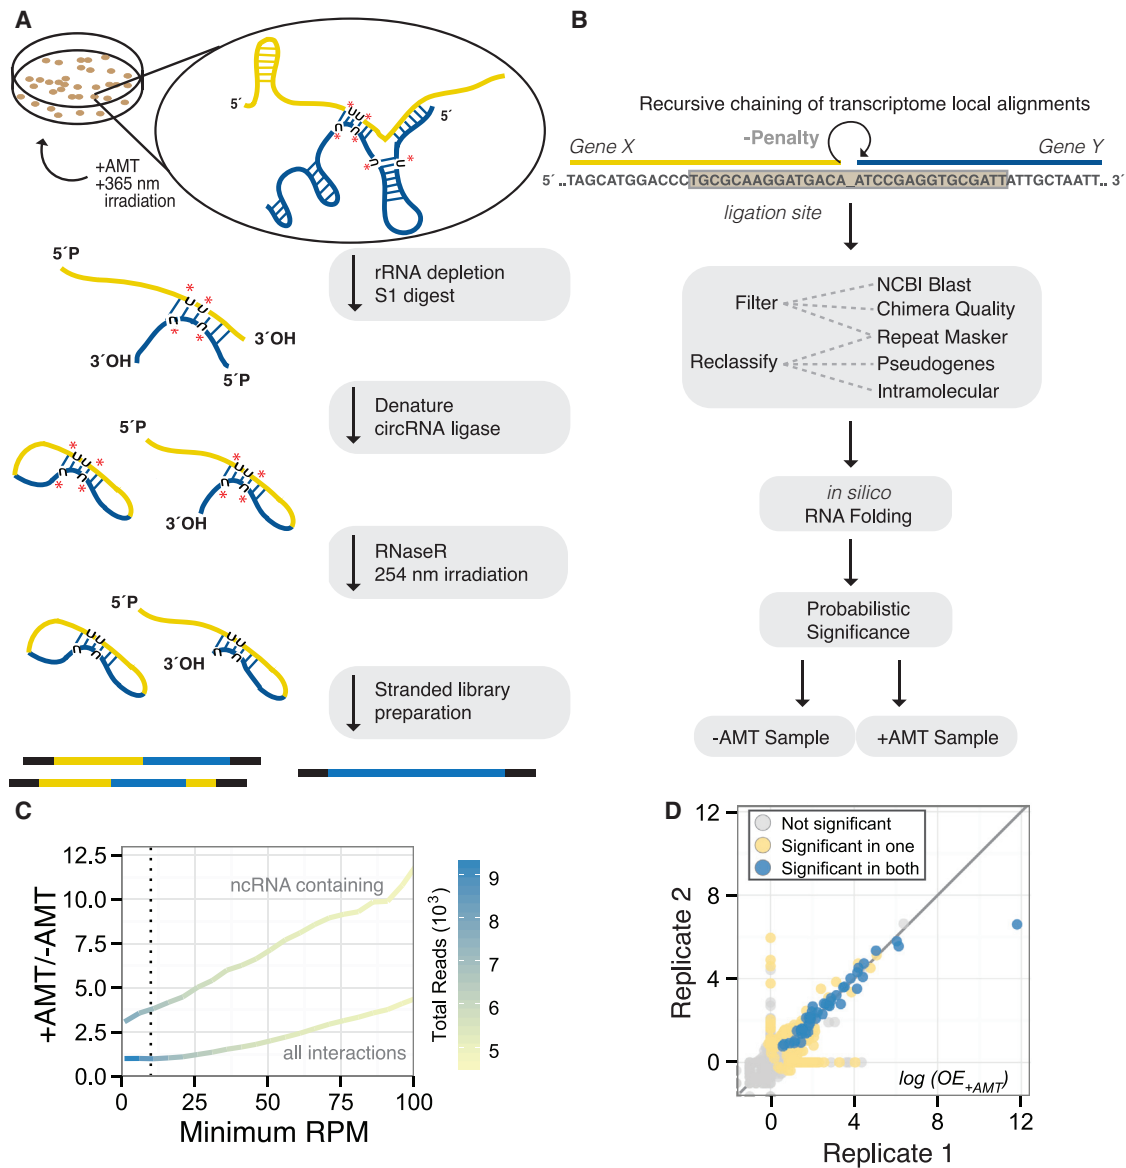 A
5´
5´
UU
U
U
U
U
*
*
*
*
+AMT
+365 nm
irradiation
5´P
UU
U
U
*
*
*
*
3´OH
3´OH
5´P
rRNA depletion
S1 digest
Denature
circRNA ligase
5´P
UU
U
U
*
*
*
*
UU
U
U
*
*
*
*
3´OH
RNaseR
254 nm irradiation
5´P
UU
U
U
UU
U
U
3´OH
Stranded library
preparation
B
Recursive chaining of transcriptome local alignments
-Penalty
Gene X
Gene Y
5´ ..TAGCATGGACCCTGCGCAAGGATGACA_ATCCGAGGTGCGATTATTGCTAATT.. 3´
ligation site
Filter
Reclassify
NCBI Blast
Chimera Quality
Repeat Masker
Pseudogenes
Intramolecular
in silico
RNA Folding
Probabilistic
Significance
-AMT Sample
+AMT Sample
C
+AMT/-AMT
12.5
10.0
7.5
5.0
2.5
0.0
ncRNA containing
all interactions
0
25
50
75
100
Minimum RPM
Total Reads (10³)
9
8
7
6
5
D
Not significant
Significant in one
Significant in both
Replicate 2
12
8
4
0
log (OE+AMT)
0
4
8
12
Replicate 1